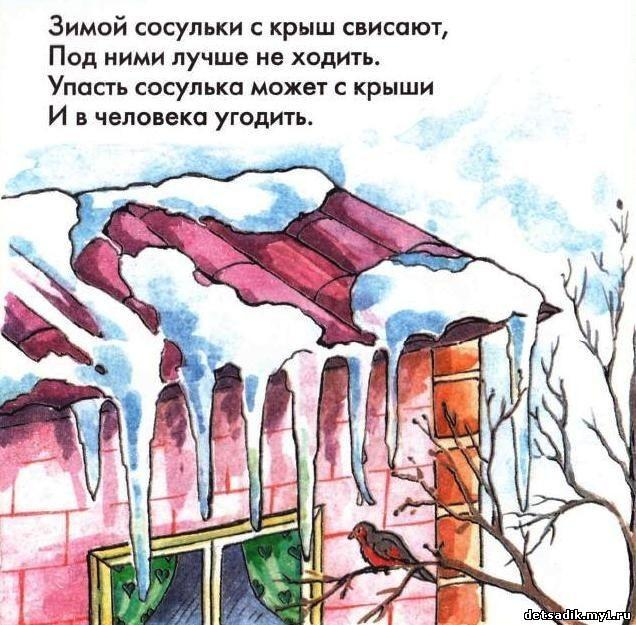 Зимой сосульки с крыш свисают,
Под ними лучше не ходить.
Упасть сосулька может с крыши
И в человека угодить.
detsadik.my1.ru